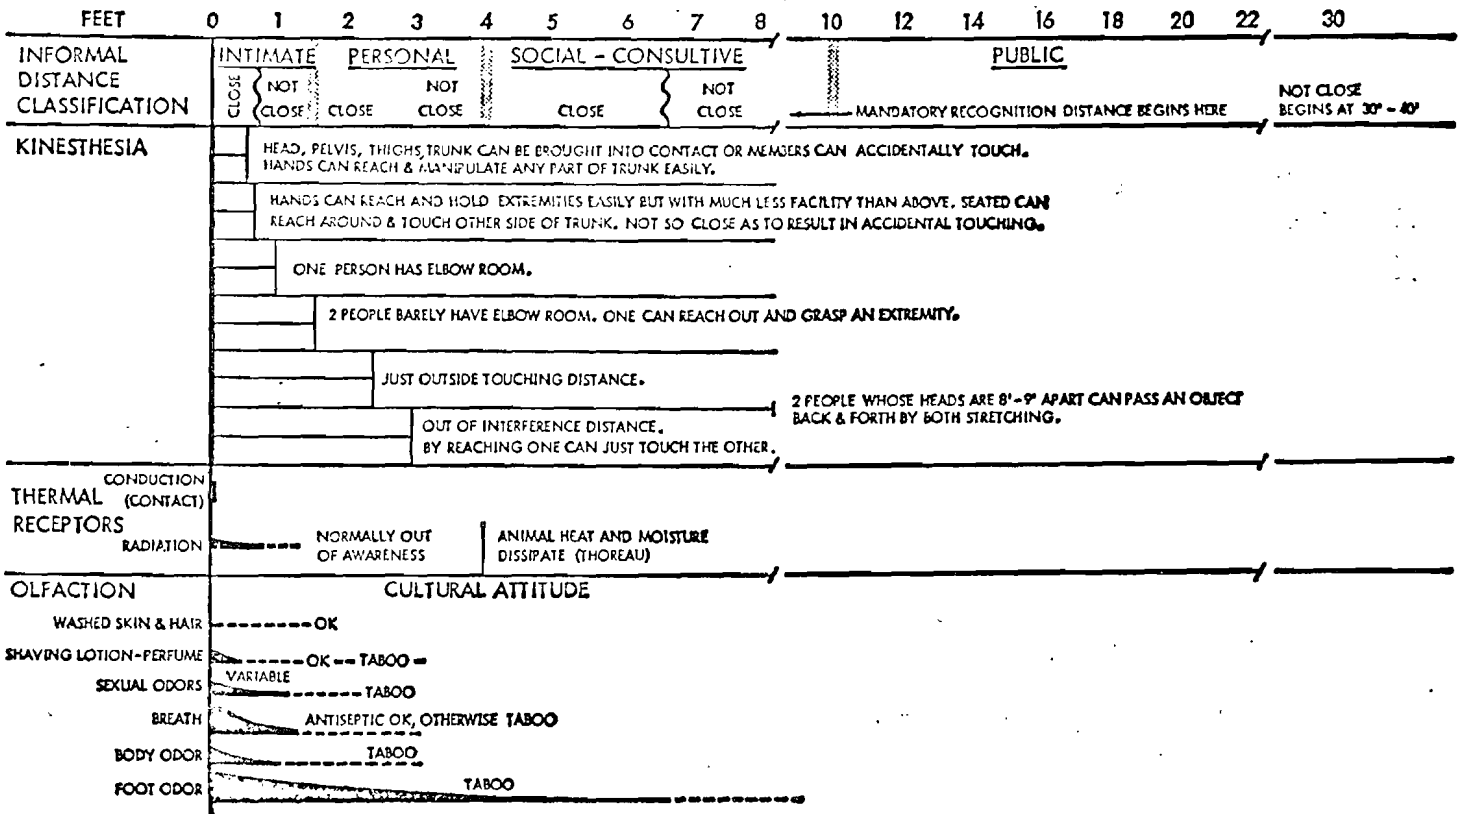 FEET 0 1 2 3 4 5 6 7 8 10 12 14 16 18 20 22 30
INFORMAL
DISTANCE
CLASSIFICATION
INTIMATE PERSONAL SOCIAL - CONSULTIVE PUBLIC
CLOSE
NOT
CLOSE
CLOSE
NOT
CLOSE
CLOSE
NOT
CLOSE
MANDATORY RECOGNITION DISTANCE BEGINS HERE
NOT CLOSE
BEGINS AT 30' - 40'
KINESTHESIA
HEAD, PELVIS, THIGHS, TRUNK CAN BE BROUGHT INTO CONTACT OR MEMBERS CAN ACCIDENTALLY TOUCH.
HANDS CAN REACH & MANIPULATE ANY PART OF TRUNK EASILY.
HANDS CAN REACH AND HOLD EXTREMITIES EASILY BUT WITH MUCH LESS FACILITY THAN ABOVE. SEATED CAN
REACH AROUND & TOUCH OTHER SIDE OF TRUNK. NOT SO CLOSE AS TO RESULT IN ACCIDENTAL TOUCHING.
ONE PERSON HAS ELBOW ROOM.
2 PEOPLE BARELY HAVE ELBOW ROOM. ONE CAN REACH OUT AND GRASP AN EXTREMITY.
JUST OUTSIDE TOUCHING DISTANCE.
2 PEOPLE WHOSE HEADS ARE 8'-9' APART CAN PASS AN OBJECT
BACK & FORTH BY BOTH STRETCHING.
OUT OF INTERFERENCE DISTANCE.
BY REACHING ONE CAN JUST TOUCH THE OTHER.
THERMAL
RECEPTORS
CONDUCTION
(CONTACT)
RADIATION
NORMALLY OUT
OF AWARENESS
ANIMAL HEAT AND MOISTURE
DISSIPATE (THOREAU)
OLFACTION CULTURAL ATTITUDE
WASHED SKIN & HAIR OK
SHAVING LOTION-PERFUME OK TABOO
SEXUAL ODORS VARIABLE TABOO
BREATH ANTISEPTIC OK, OTHERWISE TABOO
BODY ODOR TABOO
FOOT ODOR TABOO